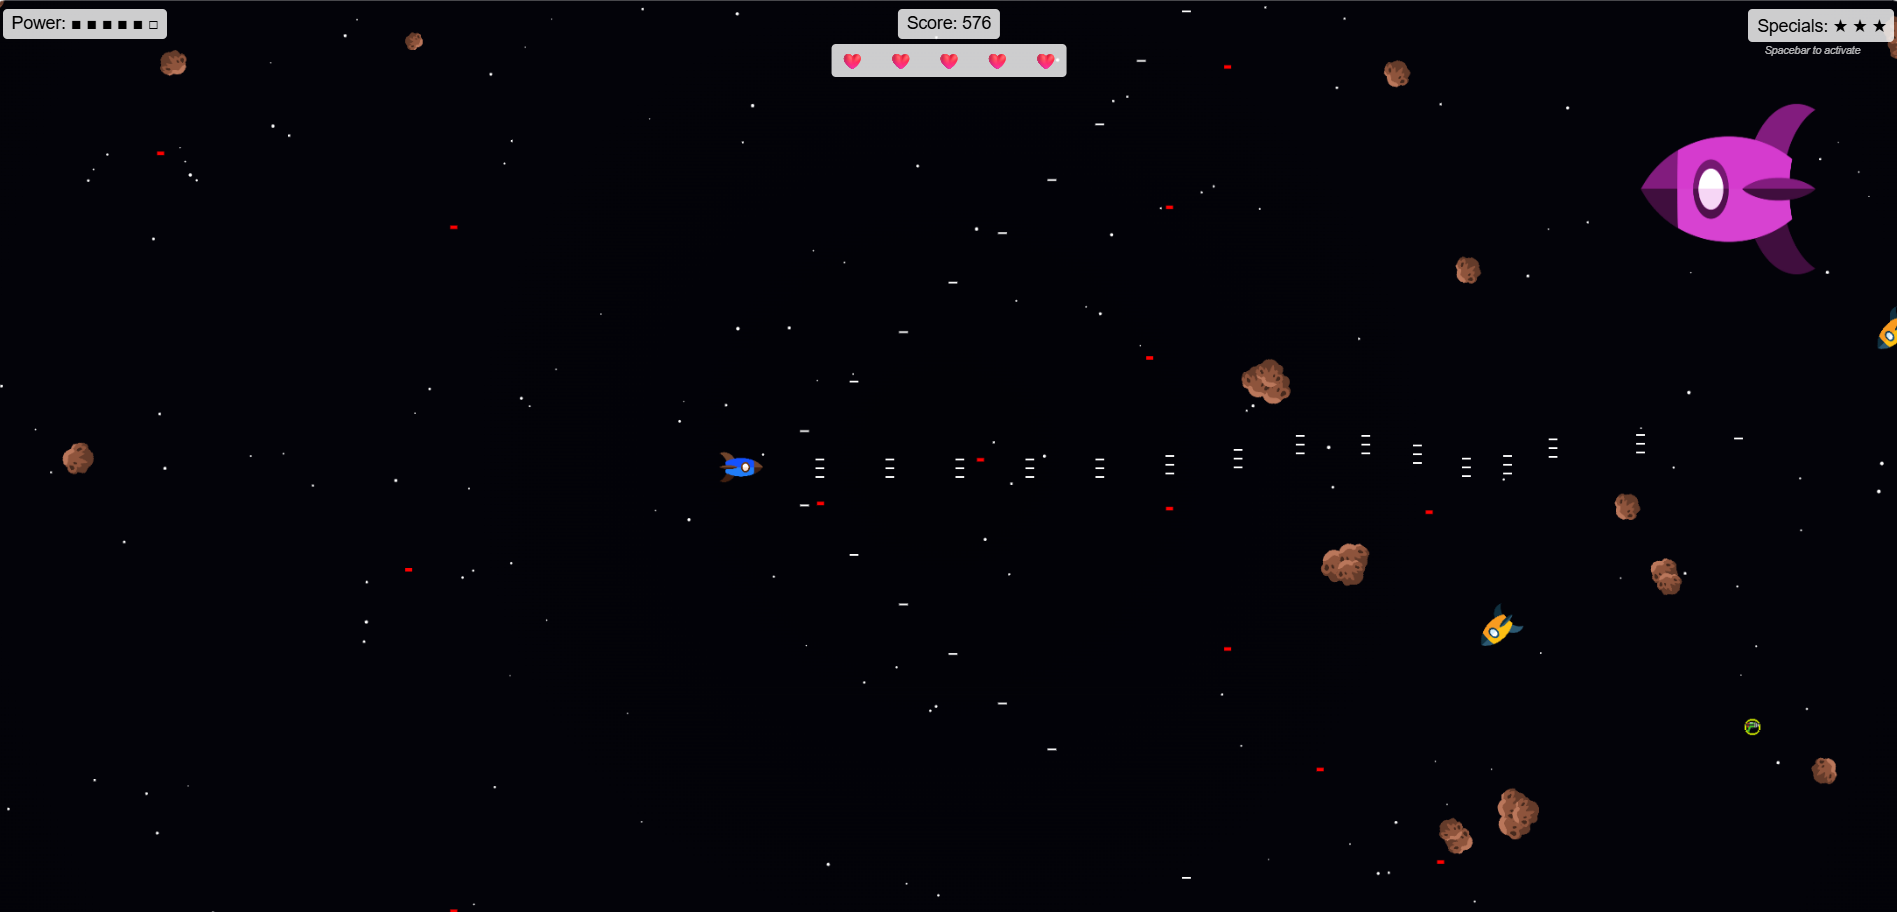 Power: ■ ■ ■ ■ ■ □
Score: 576
Specials: ★ ★ ★
Spacebar to activate